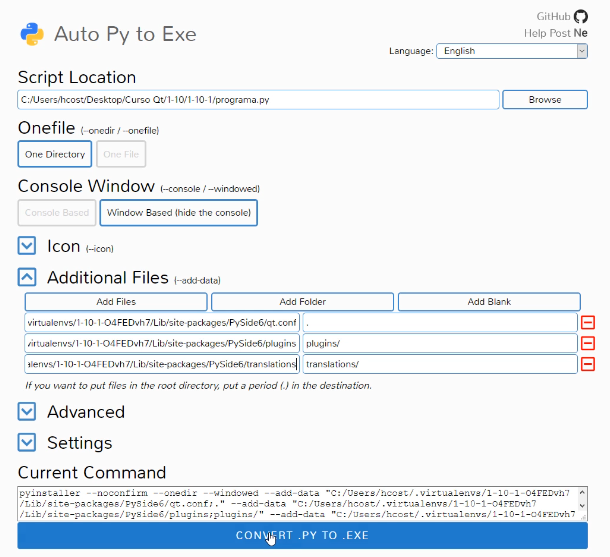 Auto Py to Exe
GitHub
Help Post Ne
Language: English
Script Location
C:/Users/hcost/Desktop/Curso Qt/1-10/1-10-1/programa.py
Browse
Onefile (--onedir / --onefile)
One Directory
One File
Console Window (--console / --windowed)
Console Based
Window Based (hide the console)
Icon (--icon)
Additional Files (--add-data)
Add Files
Add Folder
Add Blank
virtualenvs/1-10-1-O4FEDvh7/Lib/site-packages/PySide6/qt.conf
.
/virtualenvs/1-10-1-O4FEDvh7/Lib/site-packages/PySide6/plugins
plugins/
alenvs/1-10-1-O4FEDvh7/Lib/site-packages/PySide6/translations
translations/
If you want to put files in the root directory, put a period (.) in the destination.
Advanced
Settings
Current Command
pyinstaller --noconfirm --onedir --windowed --add-data "C:/Users/hcost/.virtualenvs/1-10-1-O4FEDvh7
/Lib/site-packages/PySide6/qt.conf;." --add-data "C:/Users/hcost/.virtualenvs/1-10-1-O4FEDvh7
/Lib/site-packages/PySide6/plugins;plugins/" --add-data "C:/Users/hcost/.virtualenvs/1-10-1-O4FEDvh7
CONVERT .PY TO .EXE